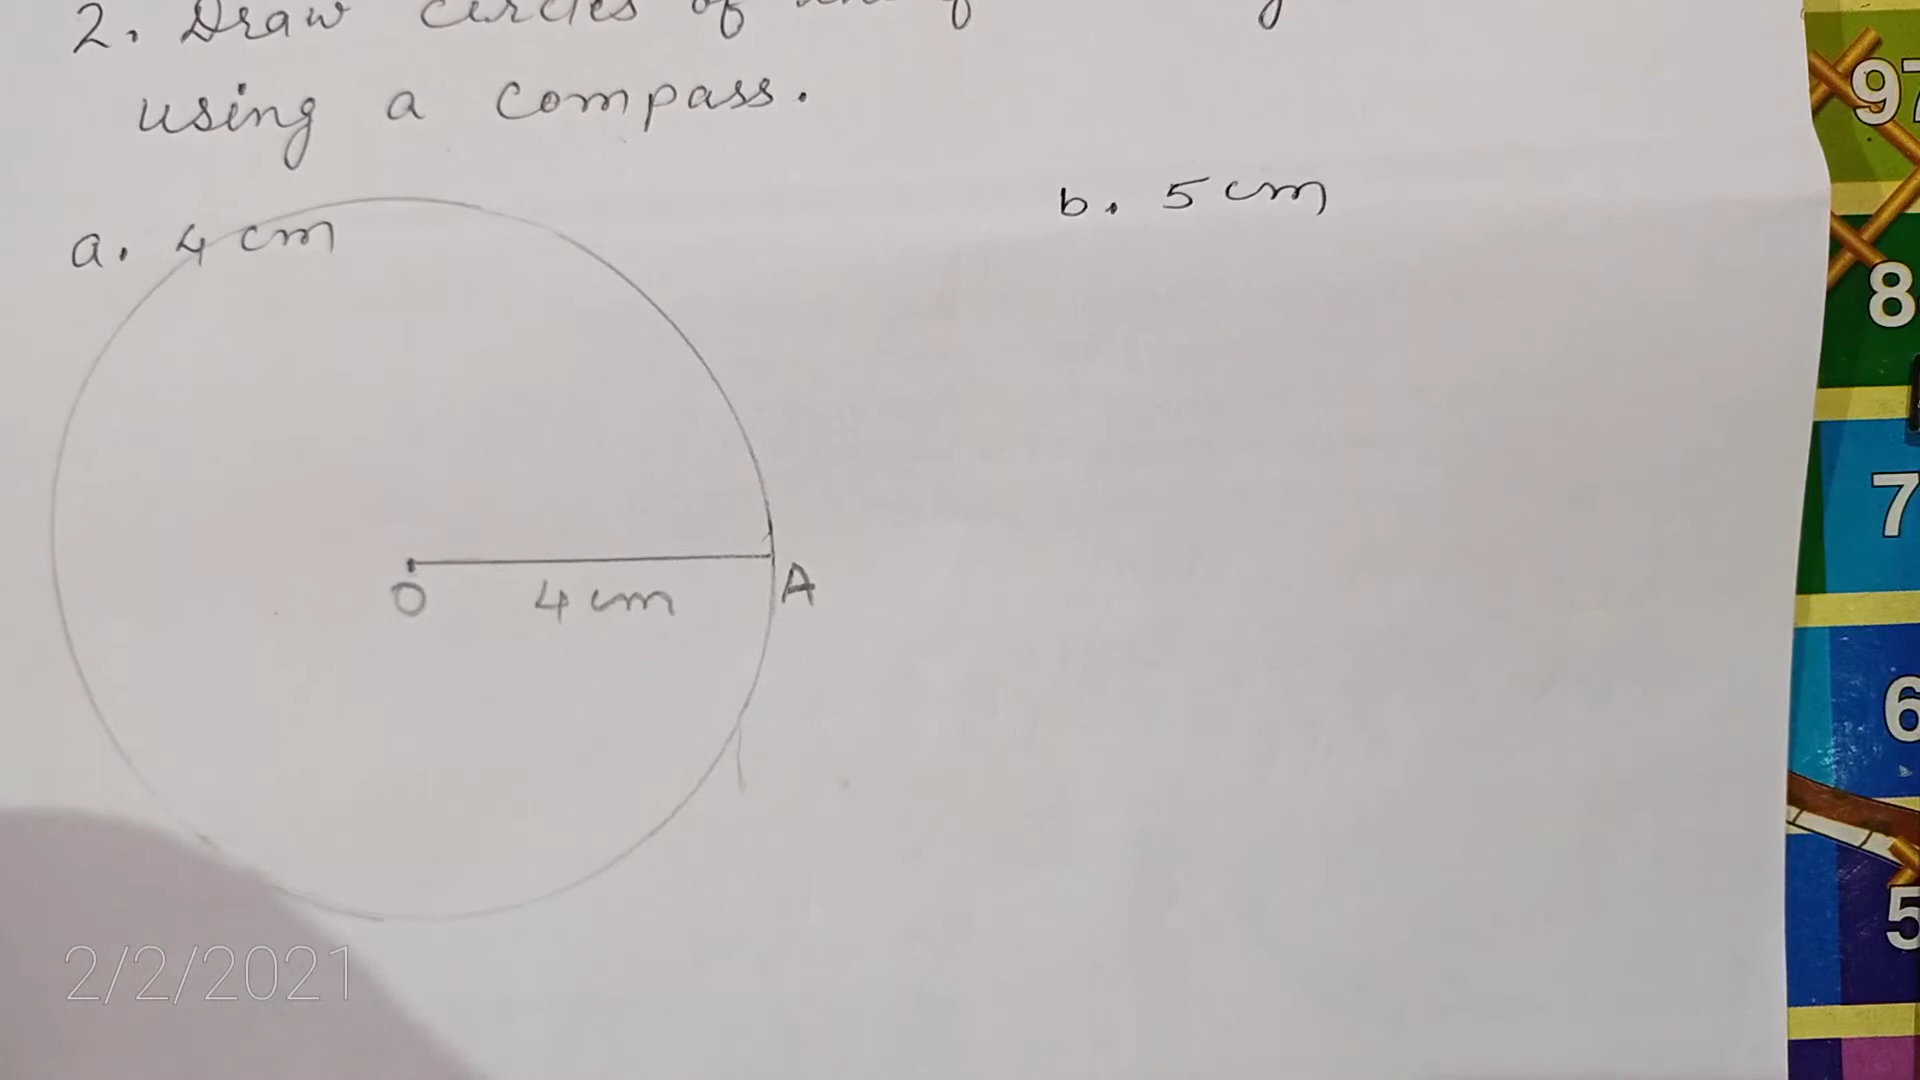 2. Draw circles of
using a compass.
a. 4 cm
b. 5 cm
O 4 cm A
97
8
7
6
5
2/2/2021